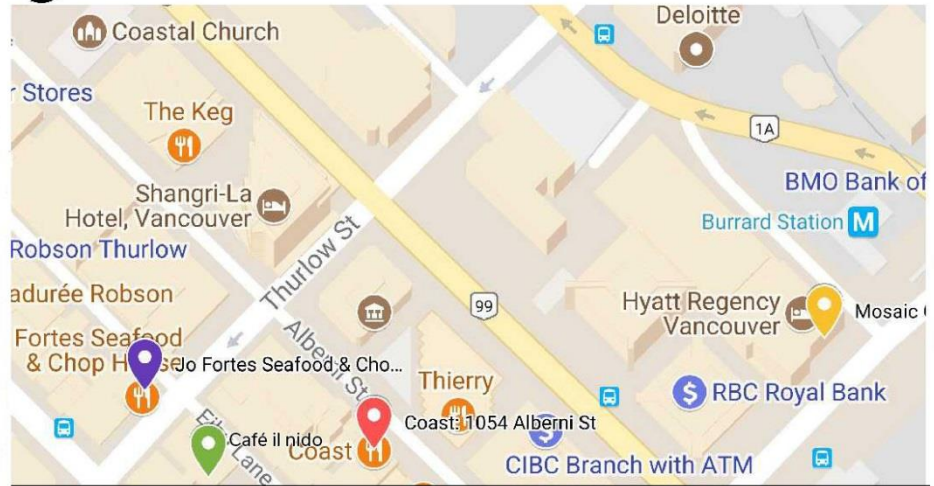 Deloitte
Coastal Church
r Stores
The Keg
1A
BMO Bank of
Shangri-La
Hotel, Vancouver
Burrard Station M
Robson Thurlow
Thurlow St
adurée Robson
99
Hyatt Regency
Vancouver
Mosaic
Fortes Seafood
& Chop H se
Jo Fortes Seafood & Cho...
Alberni St
Thierry
$ RBC Royal Bank
Coast: 1054 Alberni St
Café il nido
Lane
Coast
CIBC Branch with ATM